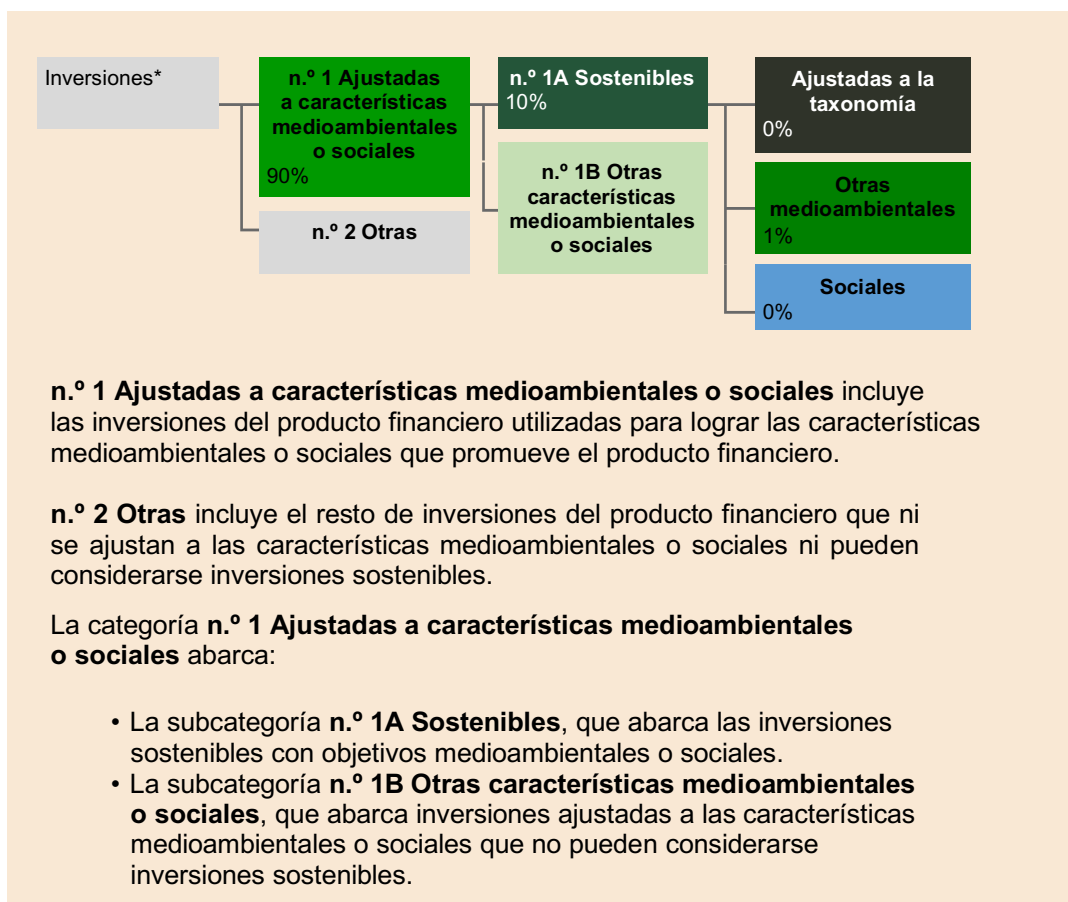 Inversiones*
n.º 1 Ajustadas
a características
medioambientales
o sociales
90%
n.º 2 Otras
n.º 1A Sostenibles
10%
n.º 1B Otras
características
medioambientales
o sociales
Ajustadas a la
taxonomía
0%
Otras
medioambientales
1%
Sociales
0%
n.º 1 Ajustadas a características medioambientales o sociales incluye
las inversiones del producto financiero utilizadas para lograr las características
medioambientales o sociales que promueve el producto financiero.
n.º 2 Otras incluye el resto de inversiones del producto financiero que ni
se ajustan a las características medioambientales o sociales ni pueden
considerarse inversiones sostenibles.
La categoría n.º 1 Ajustadas a características medioambientales
o sociales abarca:
• La subcategoría n.º 1A Sostenibles, que abarca las inversiones
sostenibles con objetivos medioambientales o sociales.
• La subcategoría n.º 1B Otras características medioambientales
o sociales, que abarca inversiones ajustadas a las características
medioambientales o sociales que no pueden considerarse
inversiones sostenibles.